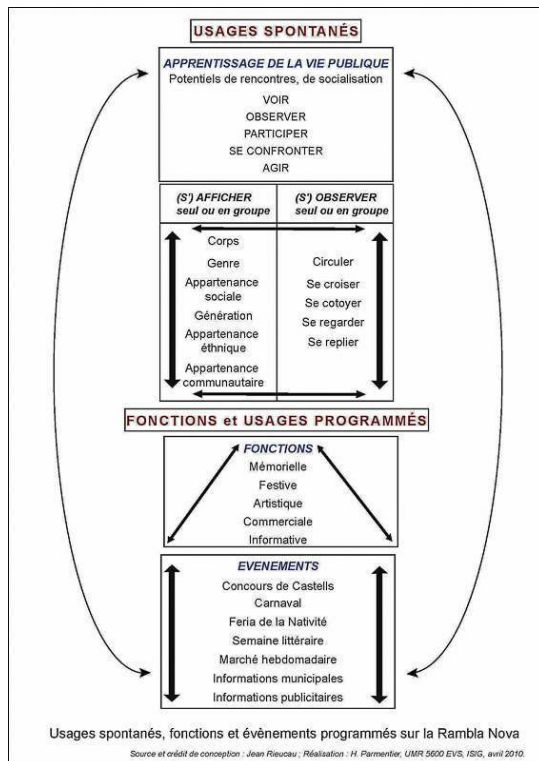 USAGES SPONTANÉS
APPRENTISSAGE DE LA VIE PUBLIQUE
Potentiels de rencontres, de socialisation
VOIR
OBSERVER
PARTICIPER
SE CONFRONTER
AGIR
(S') AFFICHER
seul ou en groupe
Corps
Genre
Appartenance
sociale
Génération
Appartenance
éthnique
Appartenance
communautaire
(S') OBSERVER
seul ou en groupe
Circuler
Se croiser
Se cotoyer
Se regarder
Se replier
FONCTIONS et USAGES PROGRAMMÉS
FONCTIONS
Mémorielle
Festive
Artistique
Commerciale
Informative
EVENEMENTS
Concours de Castells
Carnaval
Feria de la Nativité
Semaine littéraire
Marché hebdomadaire
Informations municipales
Informations publicitaires
Usages spontanés, fonctions et évènements programmés sur la Rambla Nova
Source et crédit de conception : Jean Rieucau ; Réalisation : H. Parmentier, UMR 5600 EVS, ISIG, avril 2010.